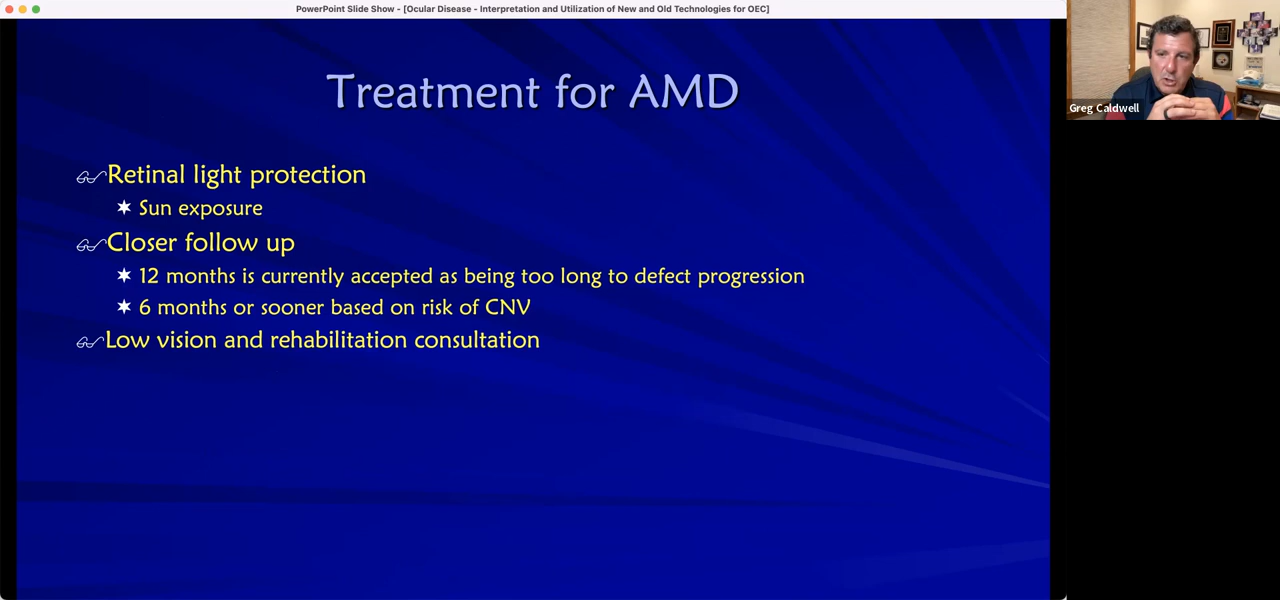 PowerPoint Slide Show - [Ocular Disease - Interpretation and Utilization of New and Old Technologies for OEC]
Treatment for AMD
Retinal light protection
Sun exposure
Closer follow up
12 months is currently accepted as being too long to defect progression
6 months or sooner based on risk of CNV
Low vision and rehabilitation consultation
Greg Caldwell